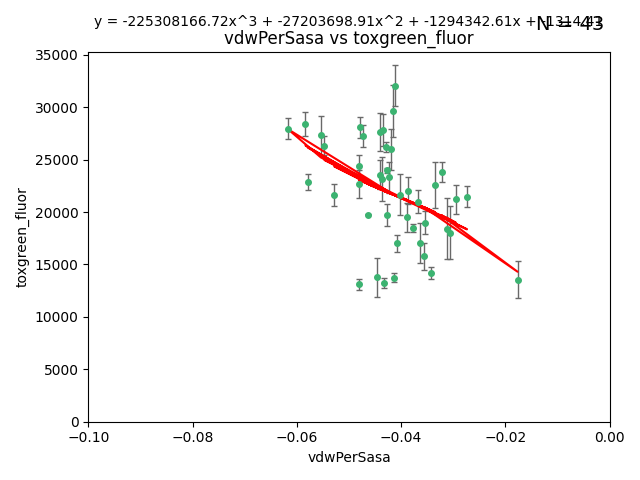 y = -225308166.72x^3 + -27203698.91x^2 + -1294342.61x +
N = 43
vdwPerSasa vs toxgreen_fluor
35000
30000
25000
20000
15000
10000
5000
0
toxgreen_fluor
−0.10
−0.08
−0.06
−0.04
−0.02
0.00
vdwPerSasa